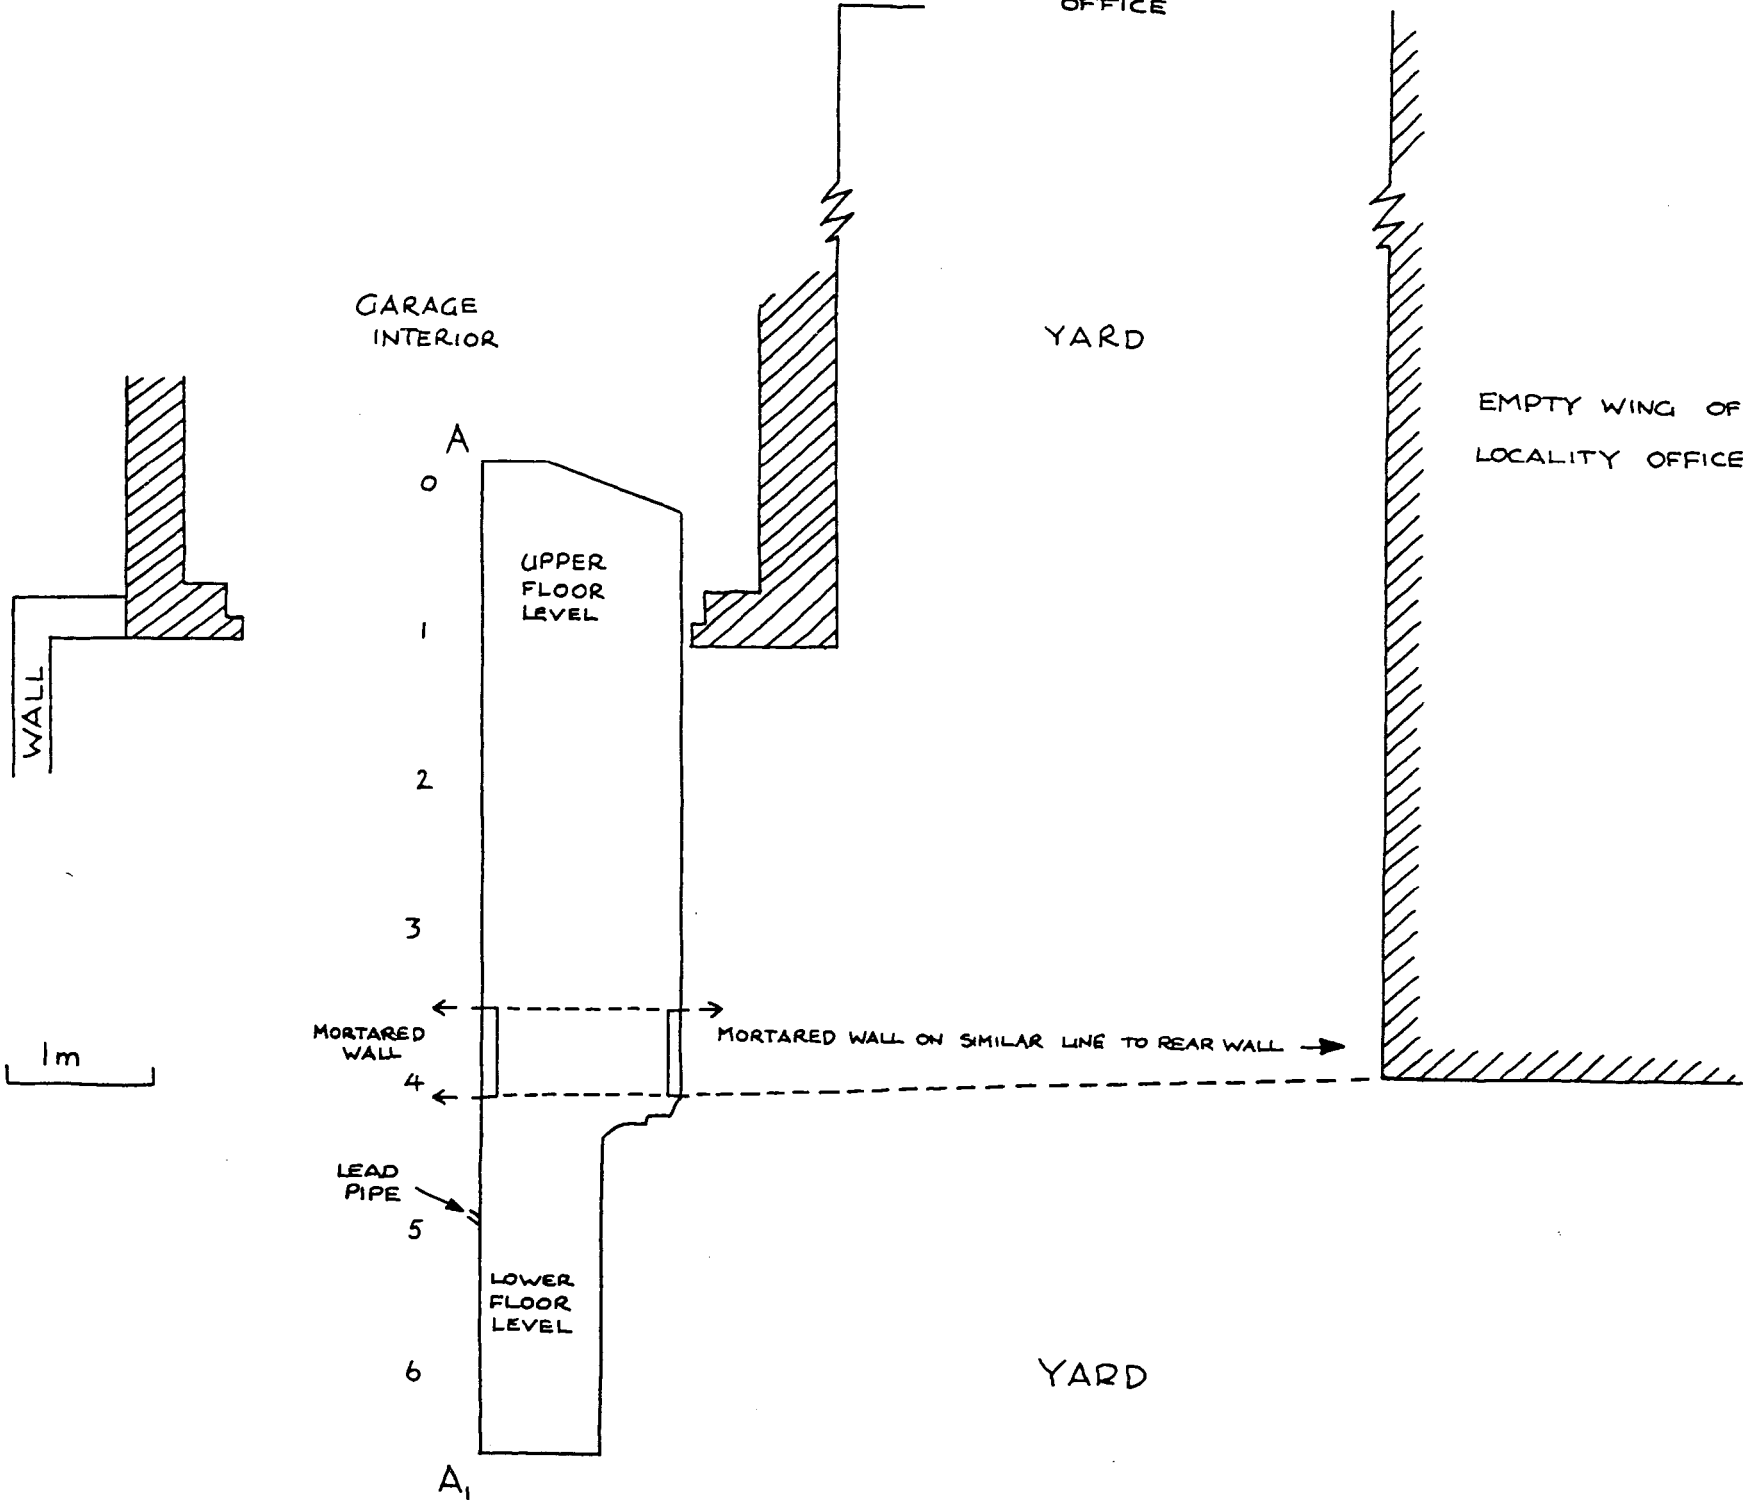 OFFICE
GARAGE
INTERIOR
YARD
EMPTY WING OF
LOCALITY OFFICE
A
0
UPPER
FLOOR
LEVEL
1
WALL
2
3
MORTARED
WALL
MORTARED WALL ON SIMILAR LINE TO REAR WALL
1m
4
LEAD
PIPE
5
LOWER
FLOOR
LEVEL
6
YARD
A₁